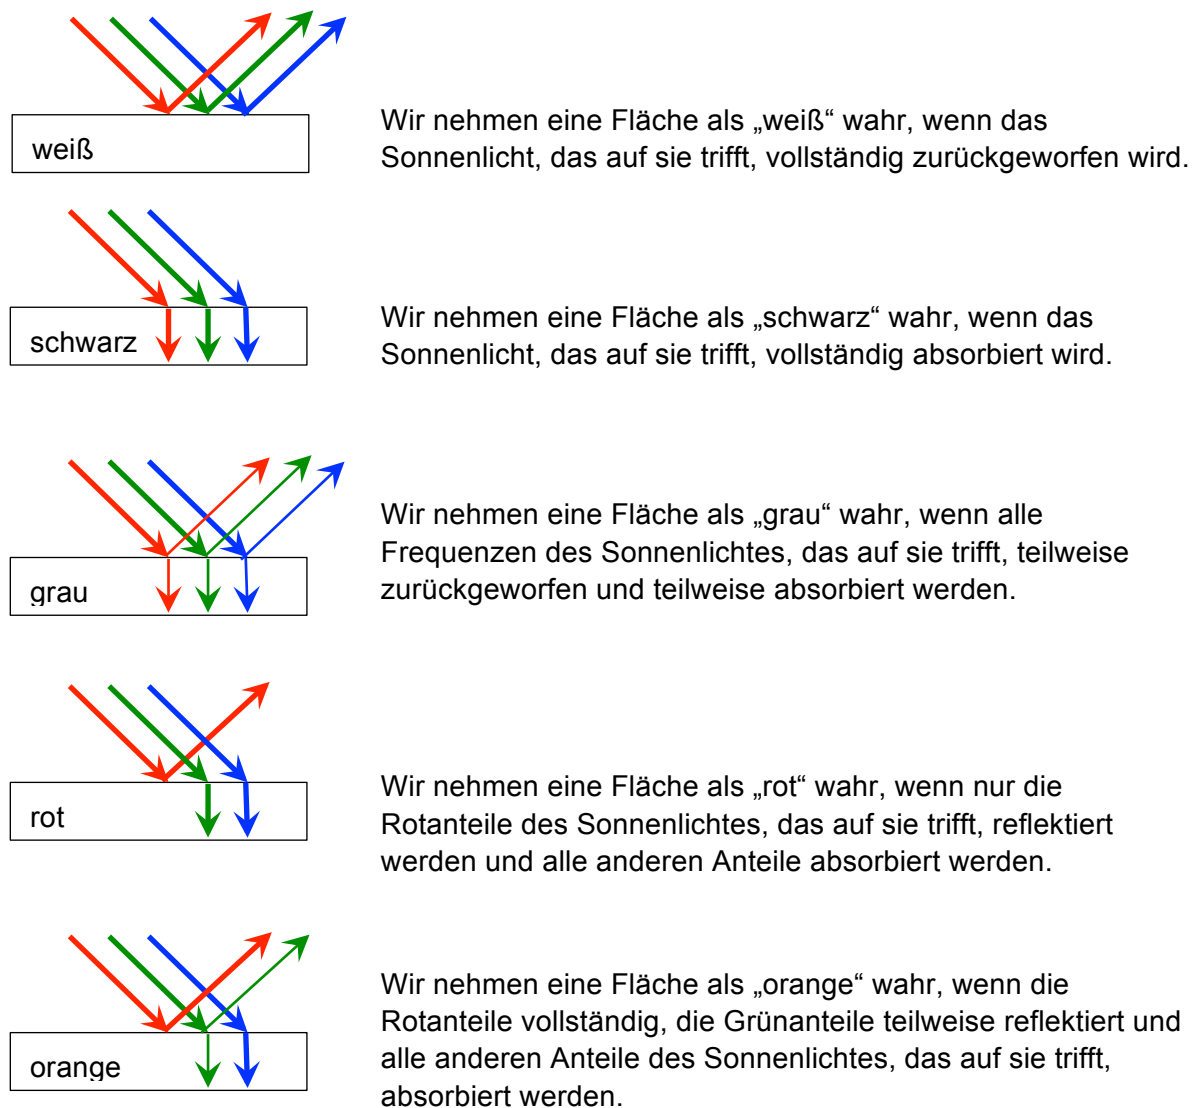 weiß
Wir nehmen eine Fläche als „weiß“ wahr, wenn das
Sonnenlicht, das auf sie trifft, vollständig zurückgeworfen wird.
schwarz
Wir nehmen eine Fläche als „schwarz“ wahr, wenn das
Sonnenlicht, das auf sie trifft, vollständig absorbiert wird.
grau
Wir nehmen eine Fläche als „grau“ wahr, wenn alle
Frequenzen des Sonnenlichtes, das auf sie trifft, teilweise
zurückgeworfen und teilweise absorbiert werden.
rot
Wir nehmen eine Fläche als „rot“ wahr, wenn nur die
Rotanteile des Sonnenlichtes, das auf sie trifft, reflektiert
werden und alle anderen Anteile absorbiert werden.
orange
Wir nehmen eine Fläche als „orange“ wahr, wenn die
Rotanteile vollständig, die Grünanteile teilweise reflektiert und
alle anderen Anteile des Sonnenlichtes, das auf sie trifft,
absorbiert werden.